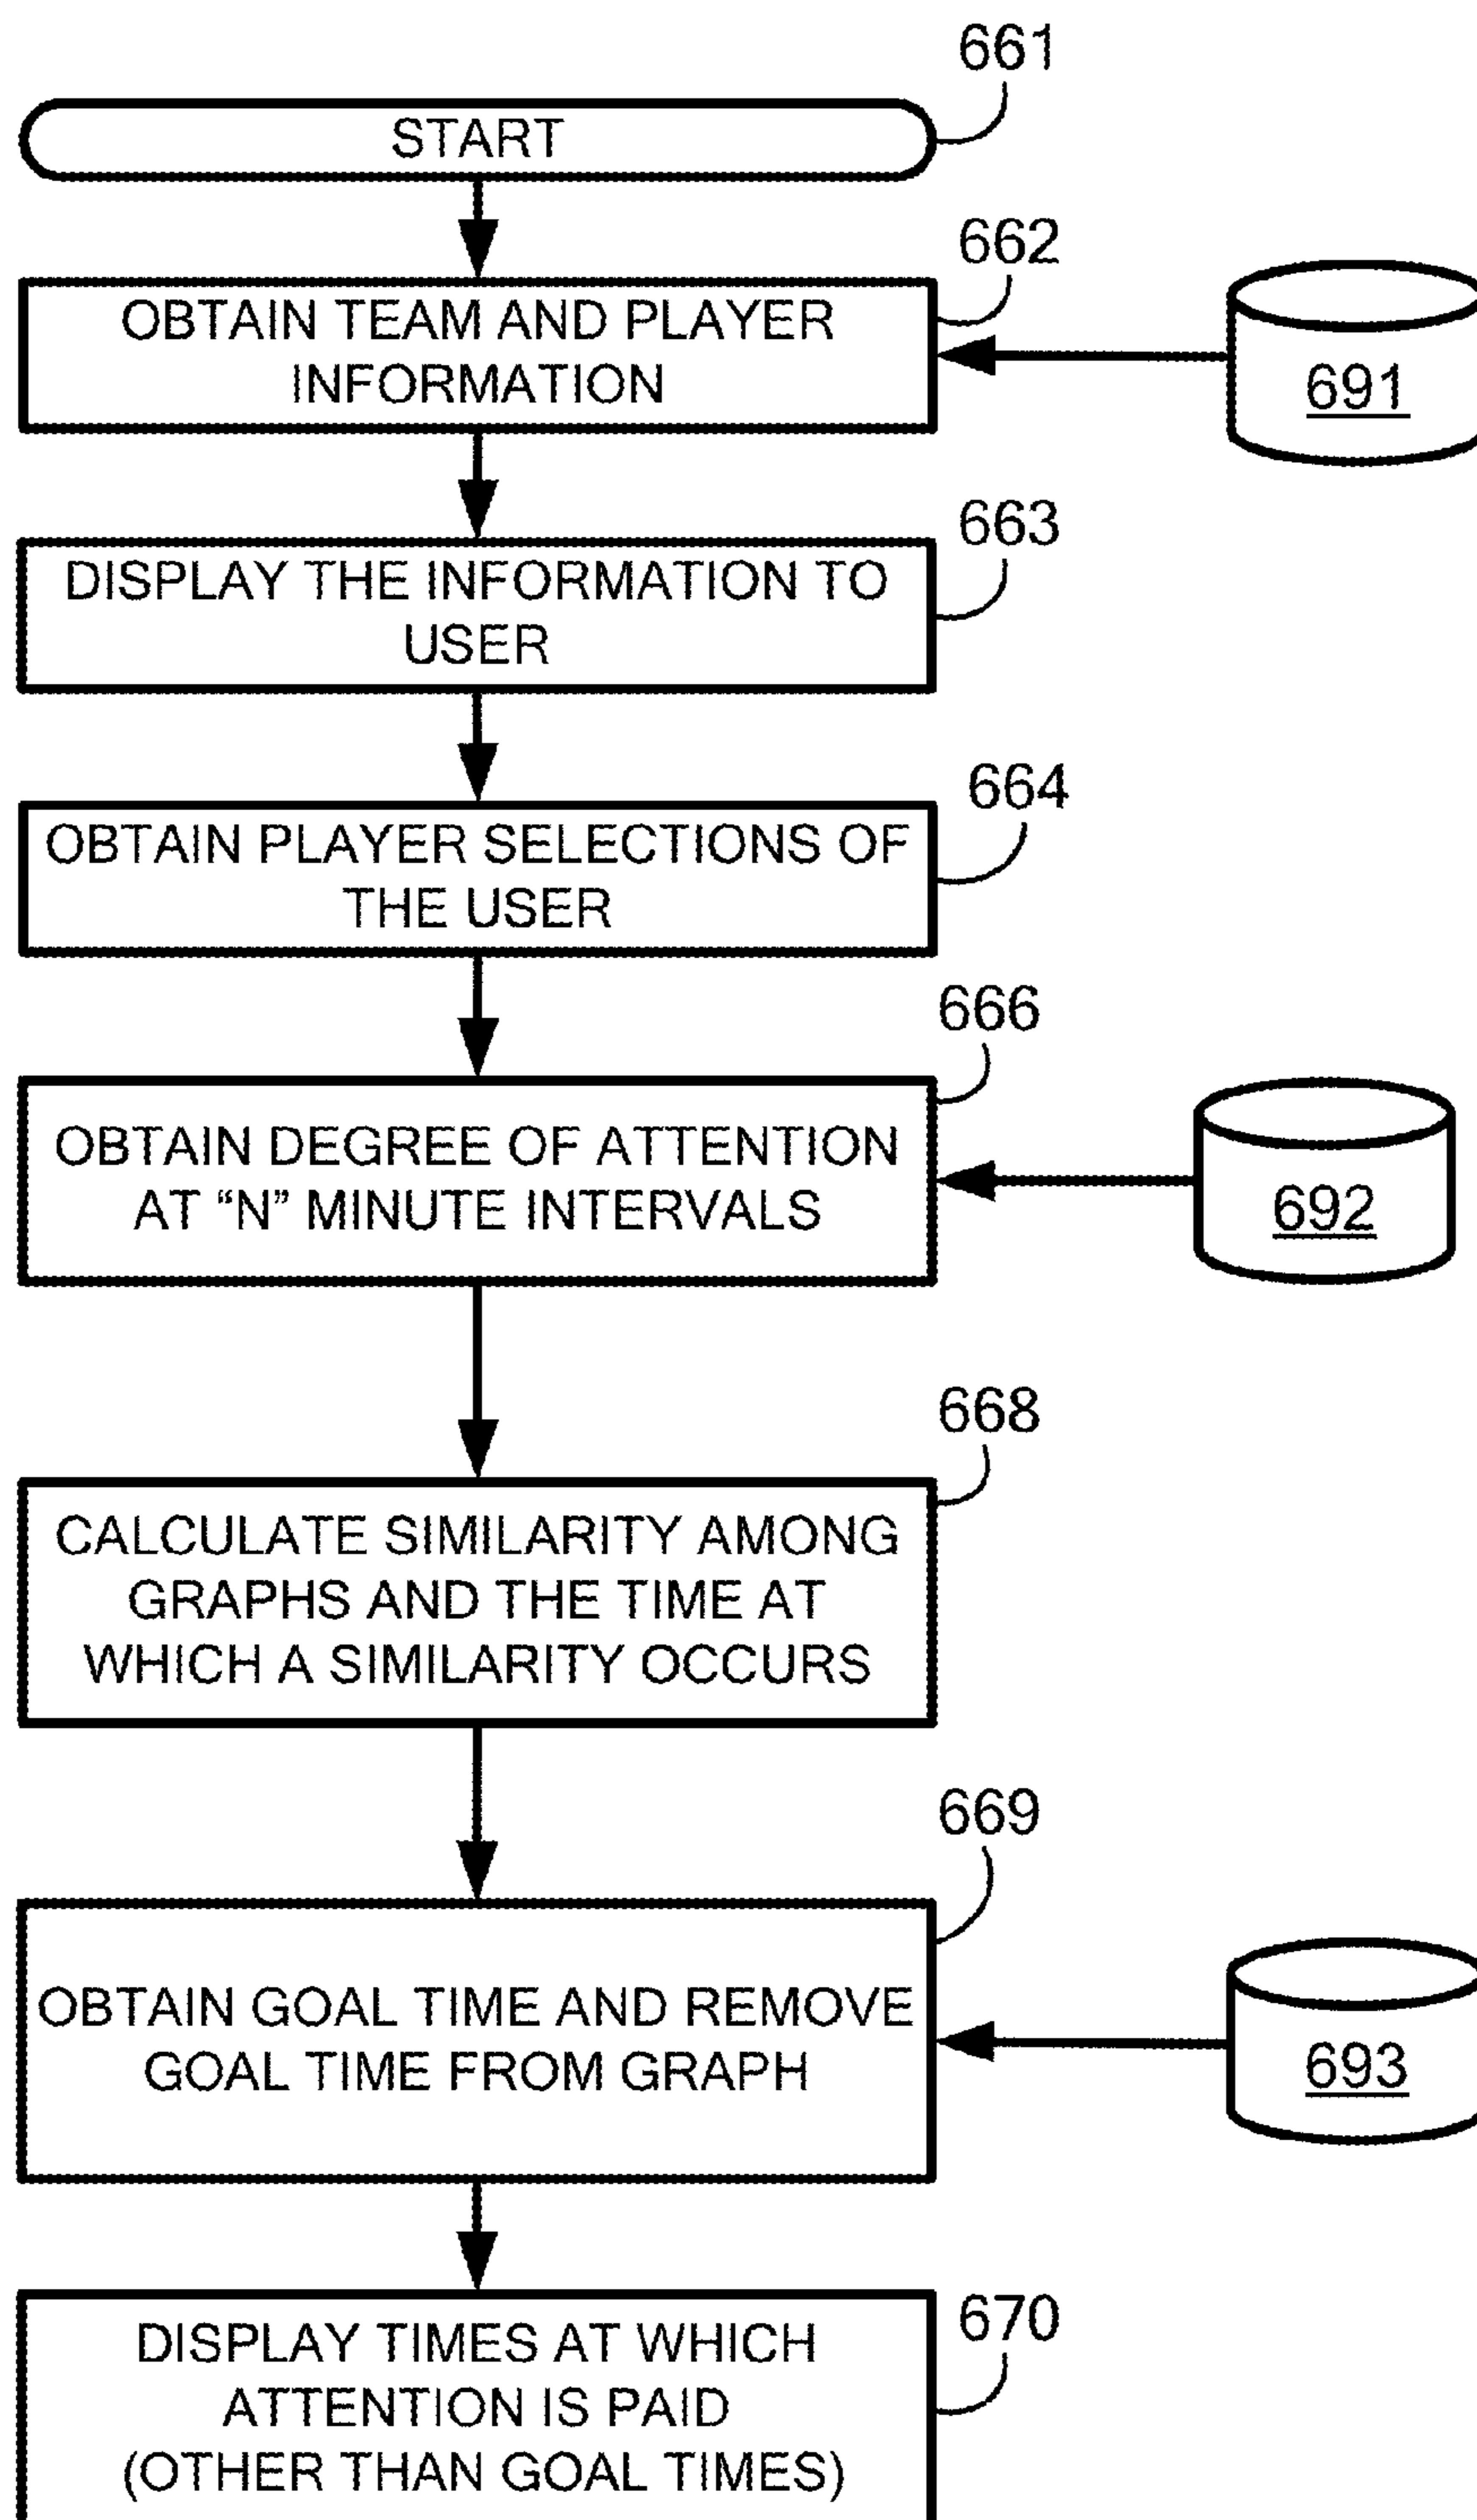 661
START
662
OBTAIN TEAM AND PLAYER
INFORMATION
691
663
DISPLAY THE INFORMATION TO
USER
664
OBTAIN PLAYER SELECTIONS OF
THE USER
666
OBTAIN DEGREE OF ATTENTION
AT “N” MINUTE INTERVALS
692
668
CALCULATE SIMILARITY AMONG
GRAPHS AND THE TIME AT
WHICH A SIMILARITY OCCURS
669
OBTAIN GOAL TIME AND REMOVE
GOAL TIME FROM GRAPH
693
670
DISPLAY TIMES AT WHICH
ATTENTION IS PAID
(OTHER THAN GOAL TIMES)